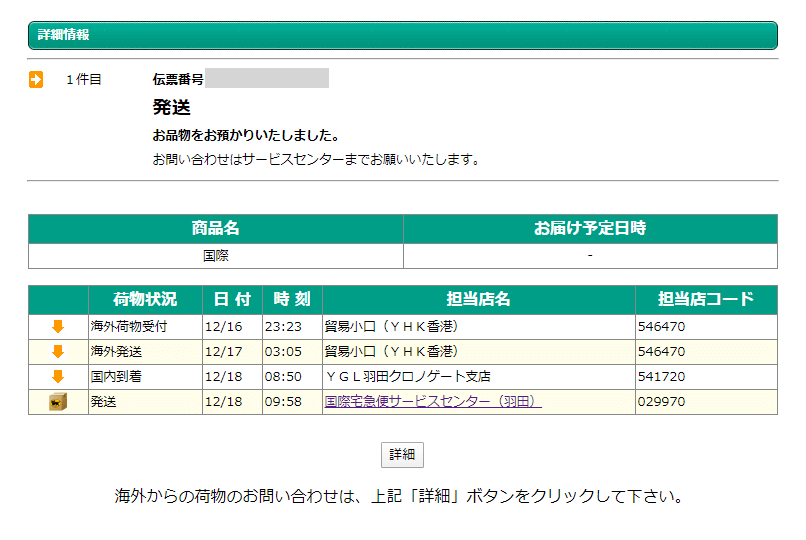 詳細情報
1件目 伝票番号
発送
お品物をお預かりいたしました。
お問い合わせはサービスセンターまでお願いいたします。
商品名 お届け予定日時
国際 -
荷物状況 日 付 時 刻 担当店名 担当店コード
海外荷物受付 12/16 23:23 貿易小口（ＹＨＫ香港） 546470
海外発送 12/17 03:05 貿易小口（ＹＨＫ香港） 546470
国内到着 12/18 08:50 ＹＧＬ羽田クロノゲート支店 541720
発送 12/18 09:58 国際宅急便サービスセンター（羽田） 029970
詳細
海外からの荷物のお問い合わせは、上記「詳細」ボタンをクリックして下さい。